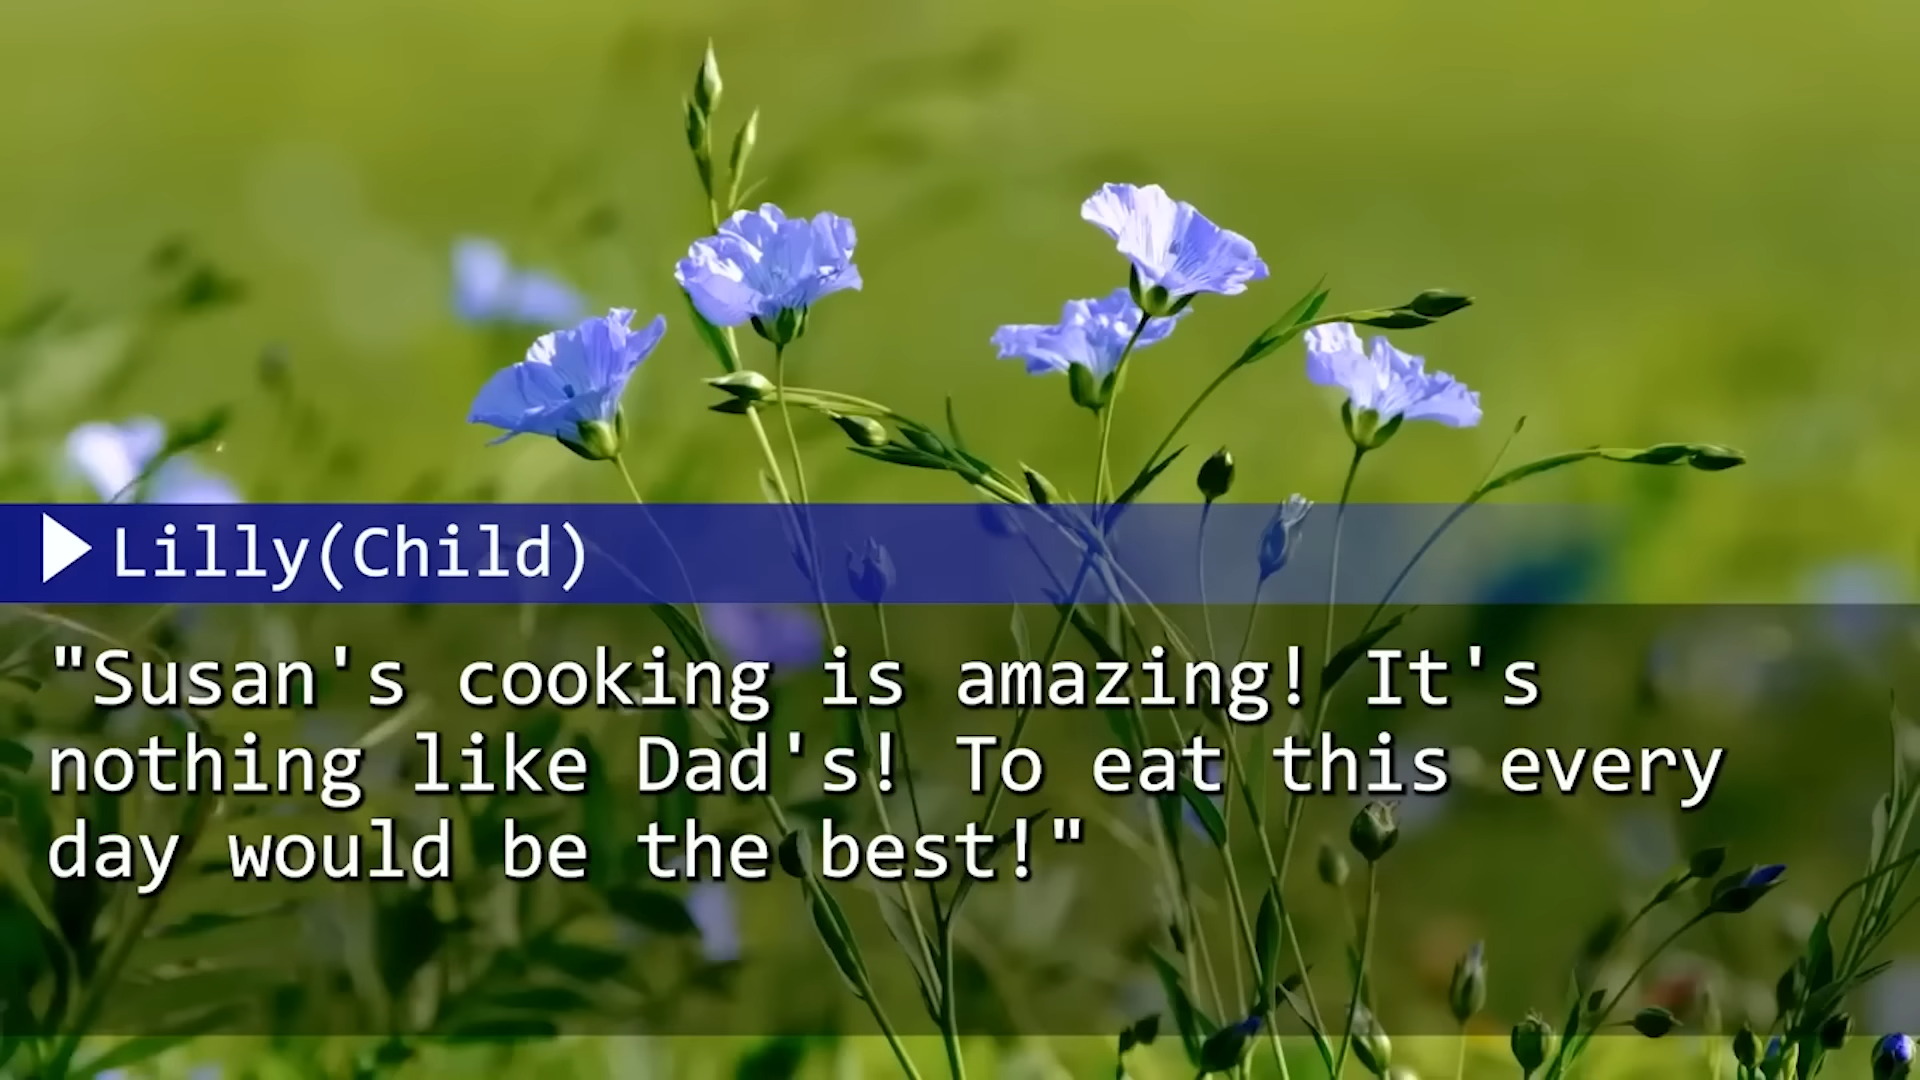 Lilly(Child)
"Susan's cooking is amazing! It's
nothing like Dad's! To eat this every
day would be the best!"